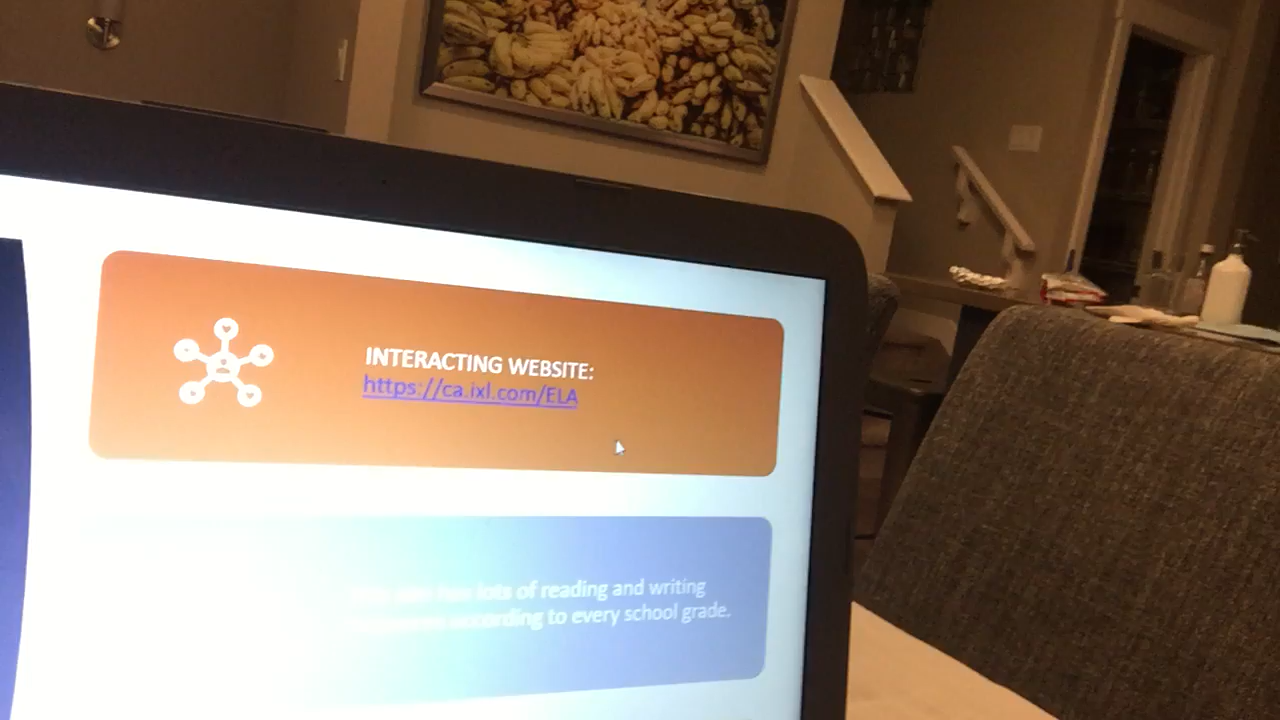 INTERACTING WEBSITE:
https://ca.ixl.com/ELA
lots of reading and writing
according to every school grade.